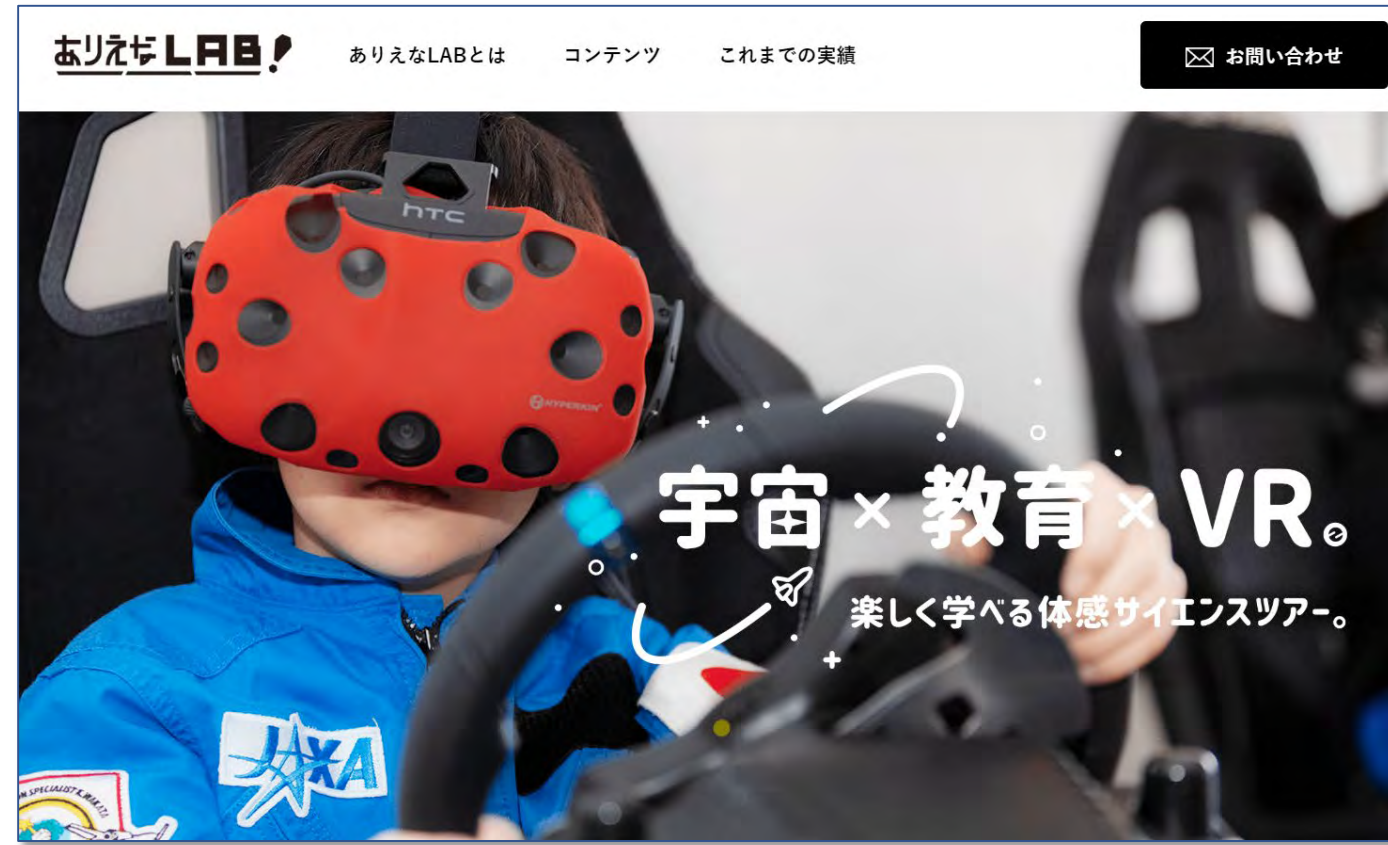 ありえなLAB!
ありえなLABとは
コンテンツ
これまでの実績
お問い合わせ
hTC
HYPERKIN
宇宙×教育×VR。
楽しく学べる体感サイエンスツアー。
JAXA
SPECIALIST K. WAKATA